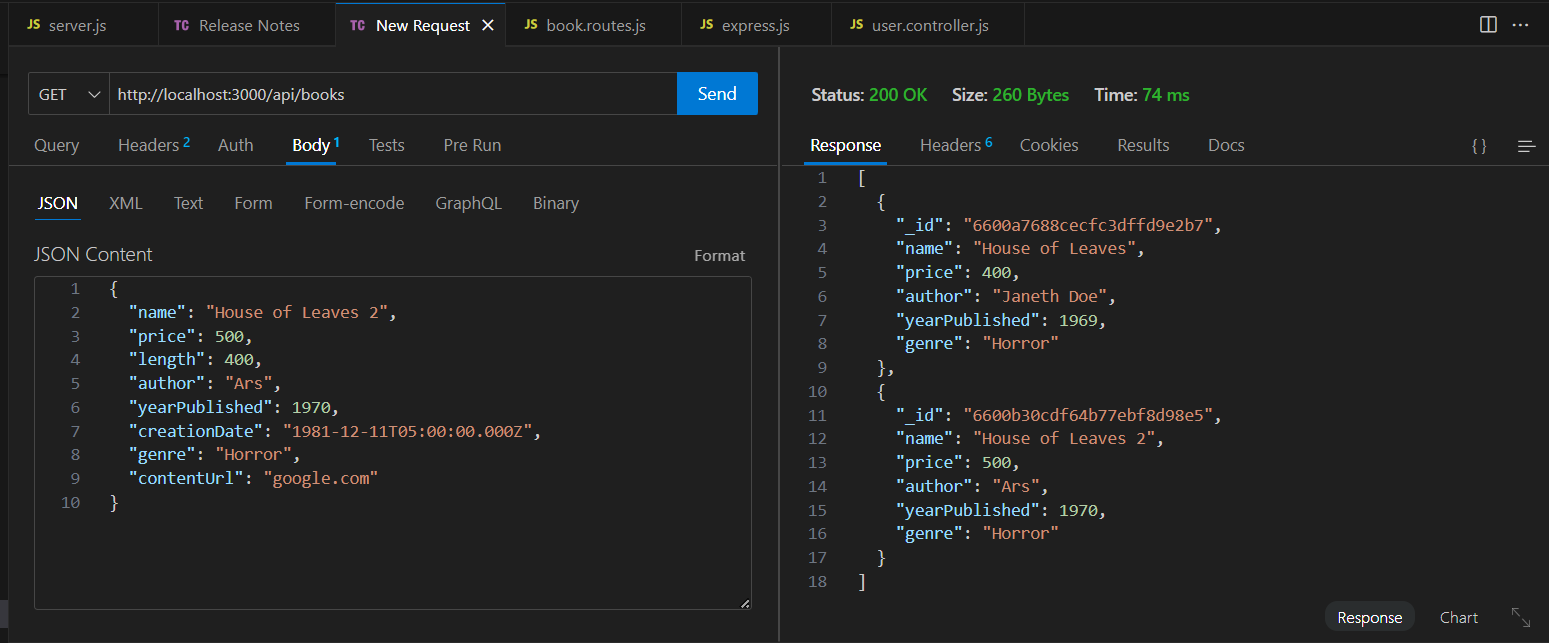 JS server.js TC Release Notes TC New Request JS book.routes.js JS express.js JS user.controller.js
GET http://localhost:3000/api/books Send
Query Headers 2 Auth Body 1 Tests Pre Run
JSON XML Text Form Form-encode GraphQL Binary
JSON Content Format
1 {
2 "name": "House of Leaves 2",
3 "price": 500,
4 "length": 400,
5 "author": "Ars",
6 "yearPublished": 1970,
7 "creationDate": "1981-12-11T05:00:00.000Z",
8 "genre": "Horror",
9 "contentUrl": "google.com"
10 }
Status: 200 OK Size: 260 Bytes Time: 74 ms
Response Headers 6 Cookies Results Docs { }
1 [
2 {
3 "_id": "6600a7688cecfc3dffd9e2b7",
4 "name": "House of Leaves",
5 "price": 400,
6 "author": "Janeth Doe",
7 "yearPublished": 1969,
8 "genre": "Horror"
9 },
10 {
11 "_id": "6600b30cdf64b77ebf8d98e5",
12 "name": "House of Leaves 2",
13 "price": 500,
14 "author": "Ars",
15 "yearPublished": 1970,
16 "genre": "Horror"
17 }
18 ]
Response Chart